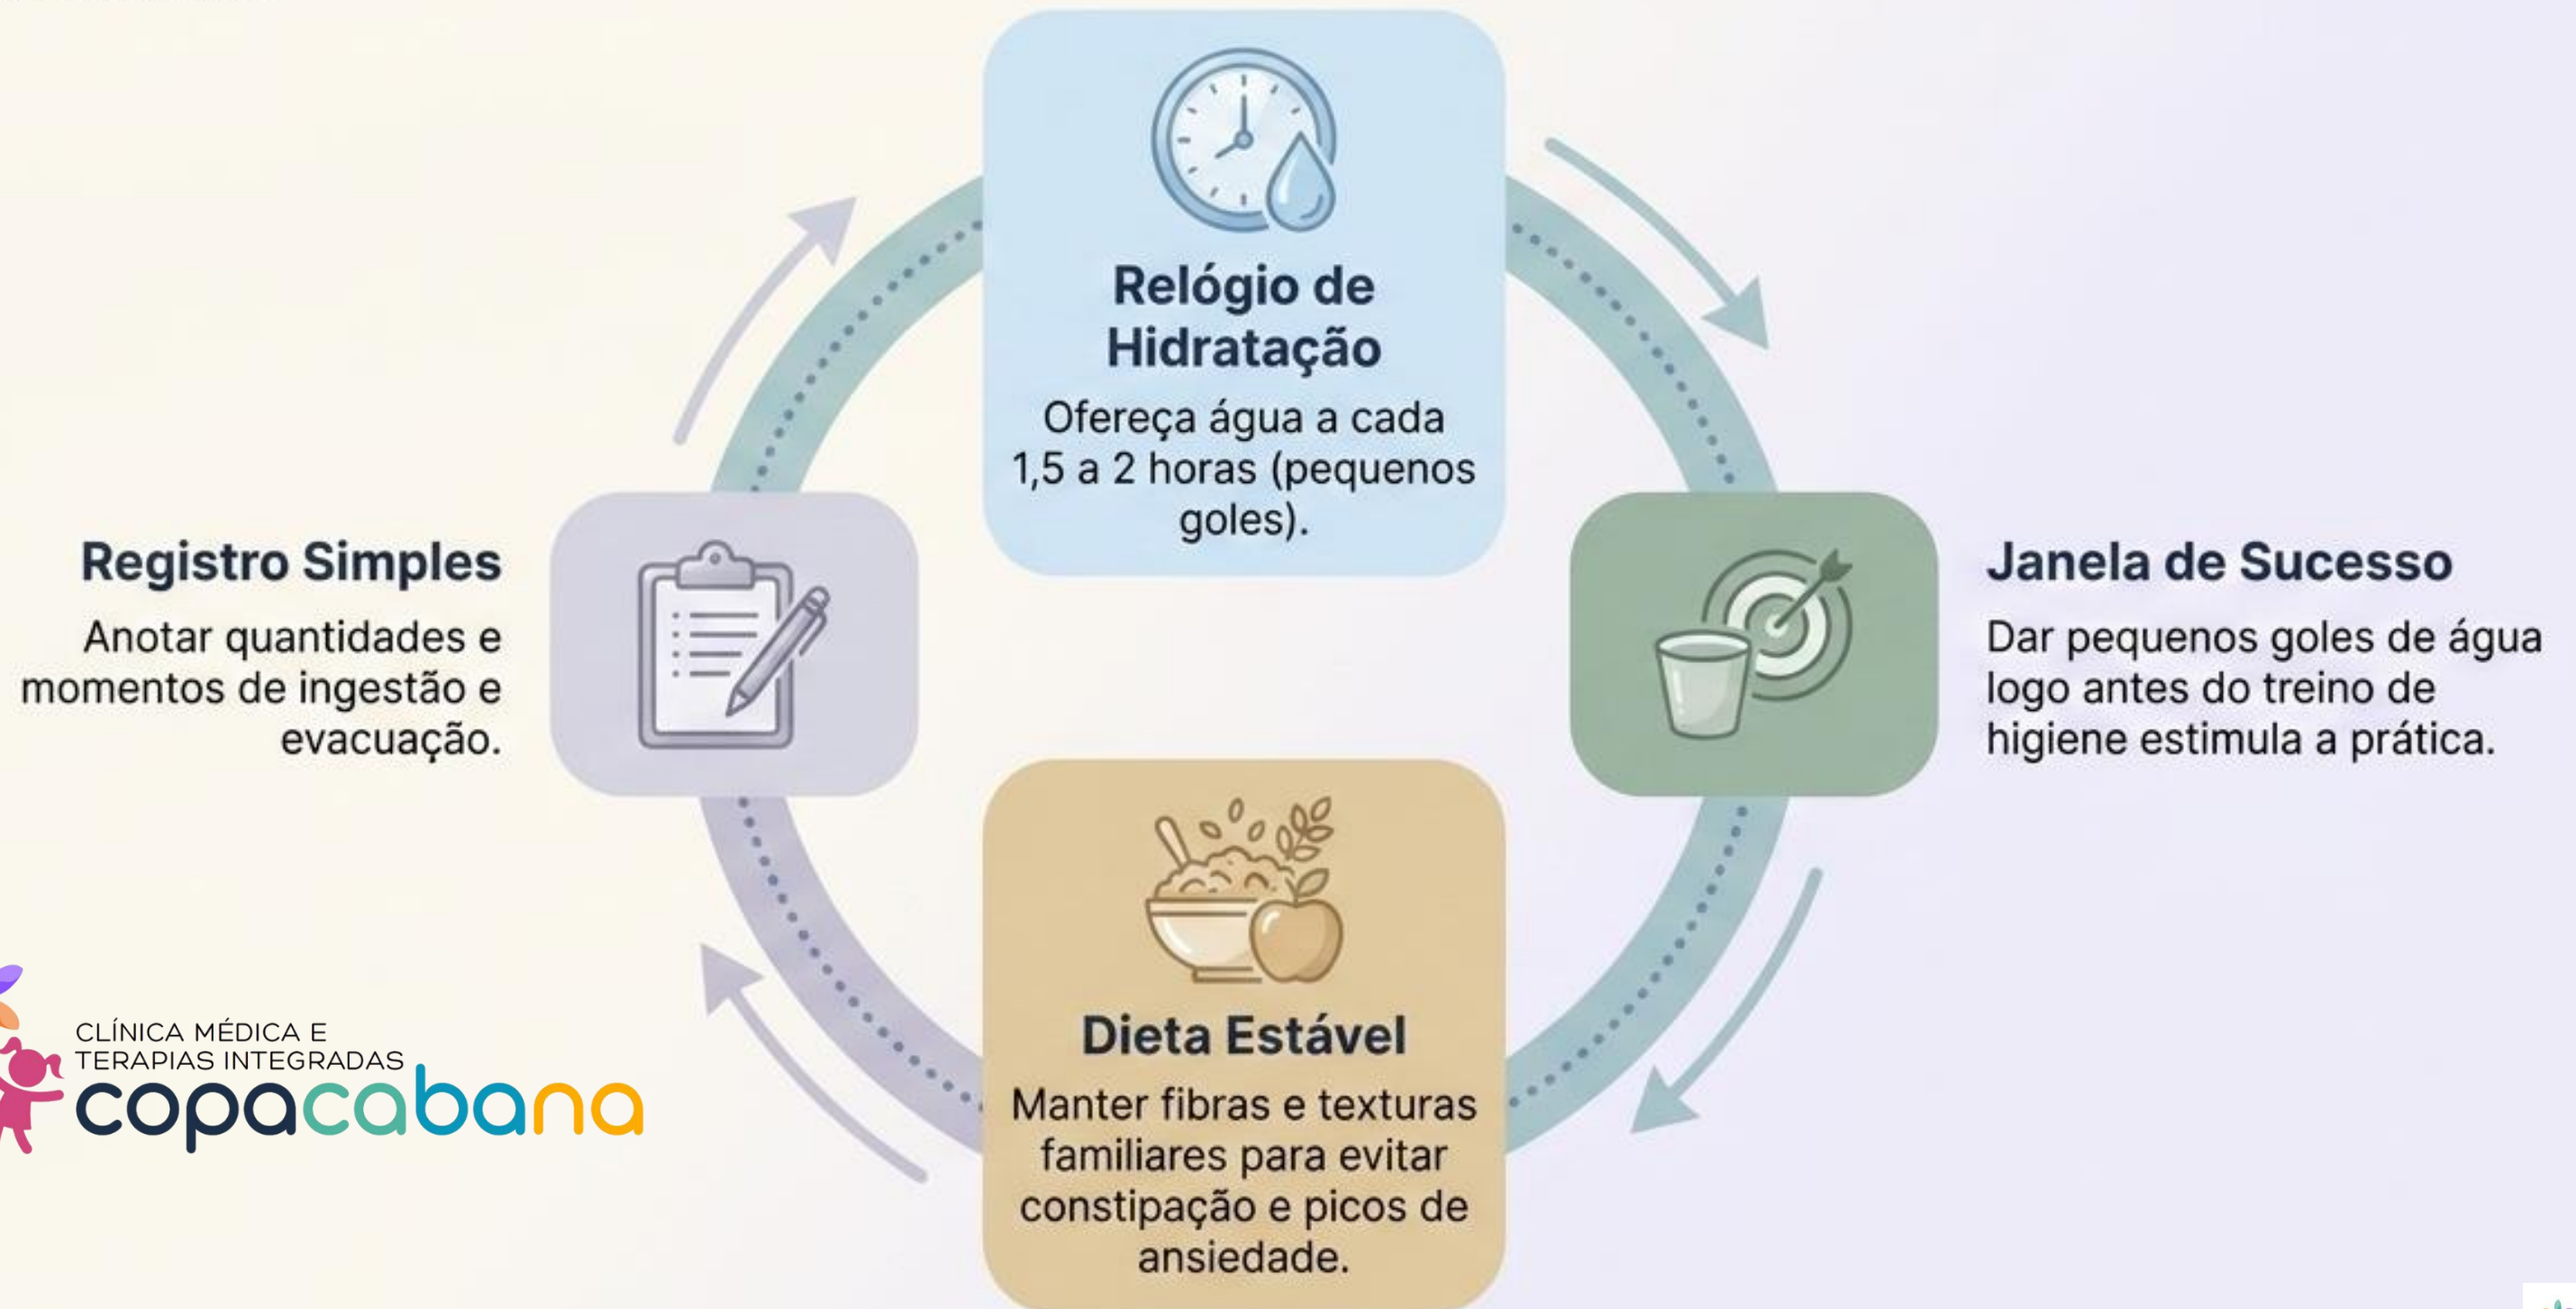 Relógio de
Hidratação
Ofereça água a cada
1,5 a 2 horas (pequenos
goles).
Registro Simples
Anotar quantidades e
momentos de ingestão e
evacuação.
Janela de Sucesso
Dar pequenos goles de água
logo antes do treino de
higiene estimula a prática.
Dieta Estável
Manter fibras e texturas
familiares para evitar
constipação e picos de
ansiedade.
CLÍNICA MÉDICA E
TERAPIAS INTEGRADAS
copacabana